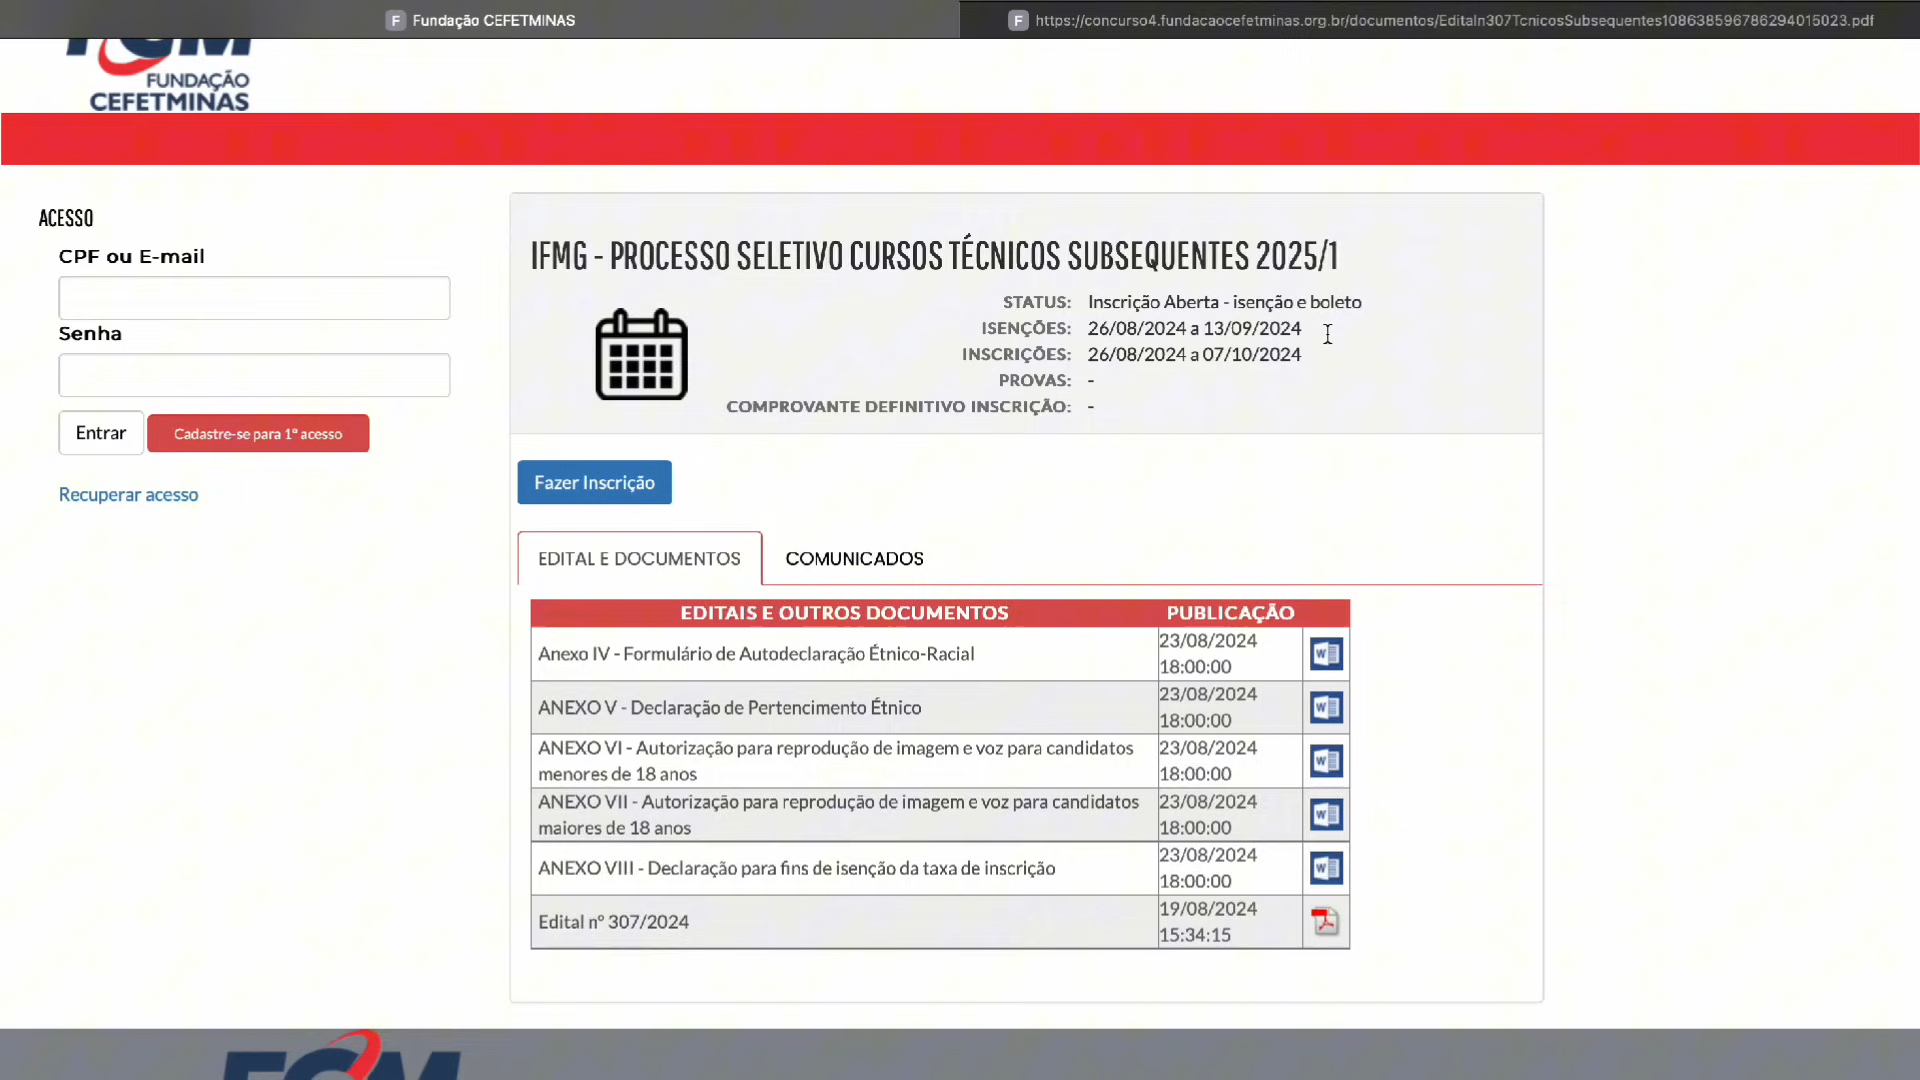 Fundação CEFETMINAS
https://concurso4.fundacaocefetminas.org.br/documentos/Editaln307TcnicosSubsequentes108638596786294015023.pdf
FUNDAÇÃO
CEFETMINAS
ACESSO
CPF ou E-mail
Senha
Entrar
Cadastre-se para 1º acesso
Recuperar acesso
IFMG - PROCESSO SELETIVO CURSOS TÉCNICOS SUBSEQUENTES 2025/1
STATUS: Inscrição Aberta - isenção e boleto
ISENÇÕES: 26/08/2024 a 13/09/2024
INSCRIÇÕES: 26/08/2024 a 07/10/2024
PROVAS: -
COMPROVANTE DEFINITIVO INSCRIÇÃO: -
Fazer Inscrição
EDITAL E DOCUMENTOS
COMUNICADOS
EDITAIS E OUTROS DOCUMENTOS
PUBLICAÇÃO
Anexo IV - Formulário de Autodeclaração Étnico-Racial
23/08/2024
18:00:00
ANEXO V - Declaração de Pertencimento Étnico
23/08/2024
18:00:00
ANEXO VI - Autorização para reprodução de imagem e voz para candidatos
menores de 18 anos
23/08/2024
18:00:00
ANEXO VII - Autorização para reprodução de imagem e voz para candidatos
maiores de 18 anos
23/08/2024
18:00:00
ANEXO VIII - Declaração para fins de isenção da taxa de inscrição
23/08/2024
18:00:00
Edital nº 307/2024
19/08/2024
15:34:15